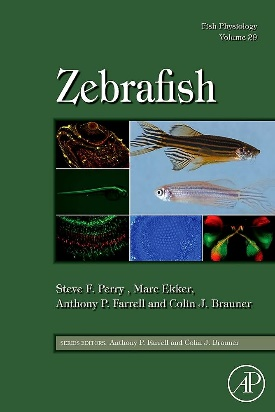 Fish Physiology
Volume 29
Zebrafish
Steve F. Perry , Marc Ekker,
Anthony P. Farrell and Colin J. Brauner
SERIES EDITORS: Anthony P. Farrell and Colin J. Brauner
AP